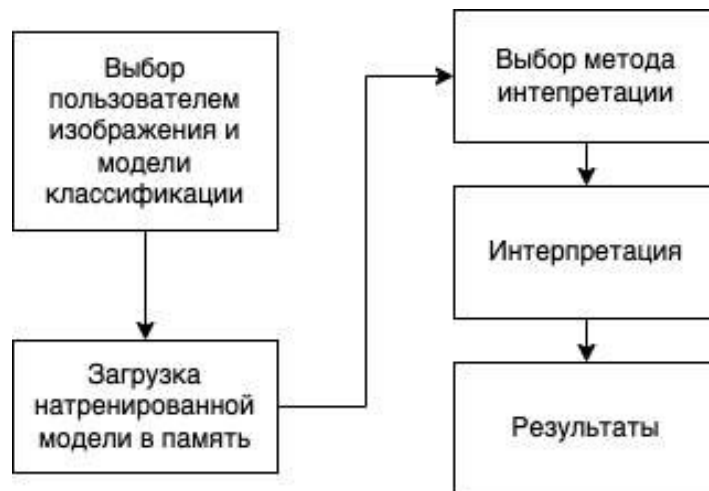 Выбор
пользователем
изображения и
модели
классификации
Загрузка
натренированной
модели в память
Выбор метода
интепретации
Интерпретация
Результаты